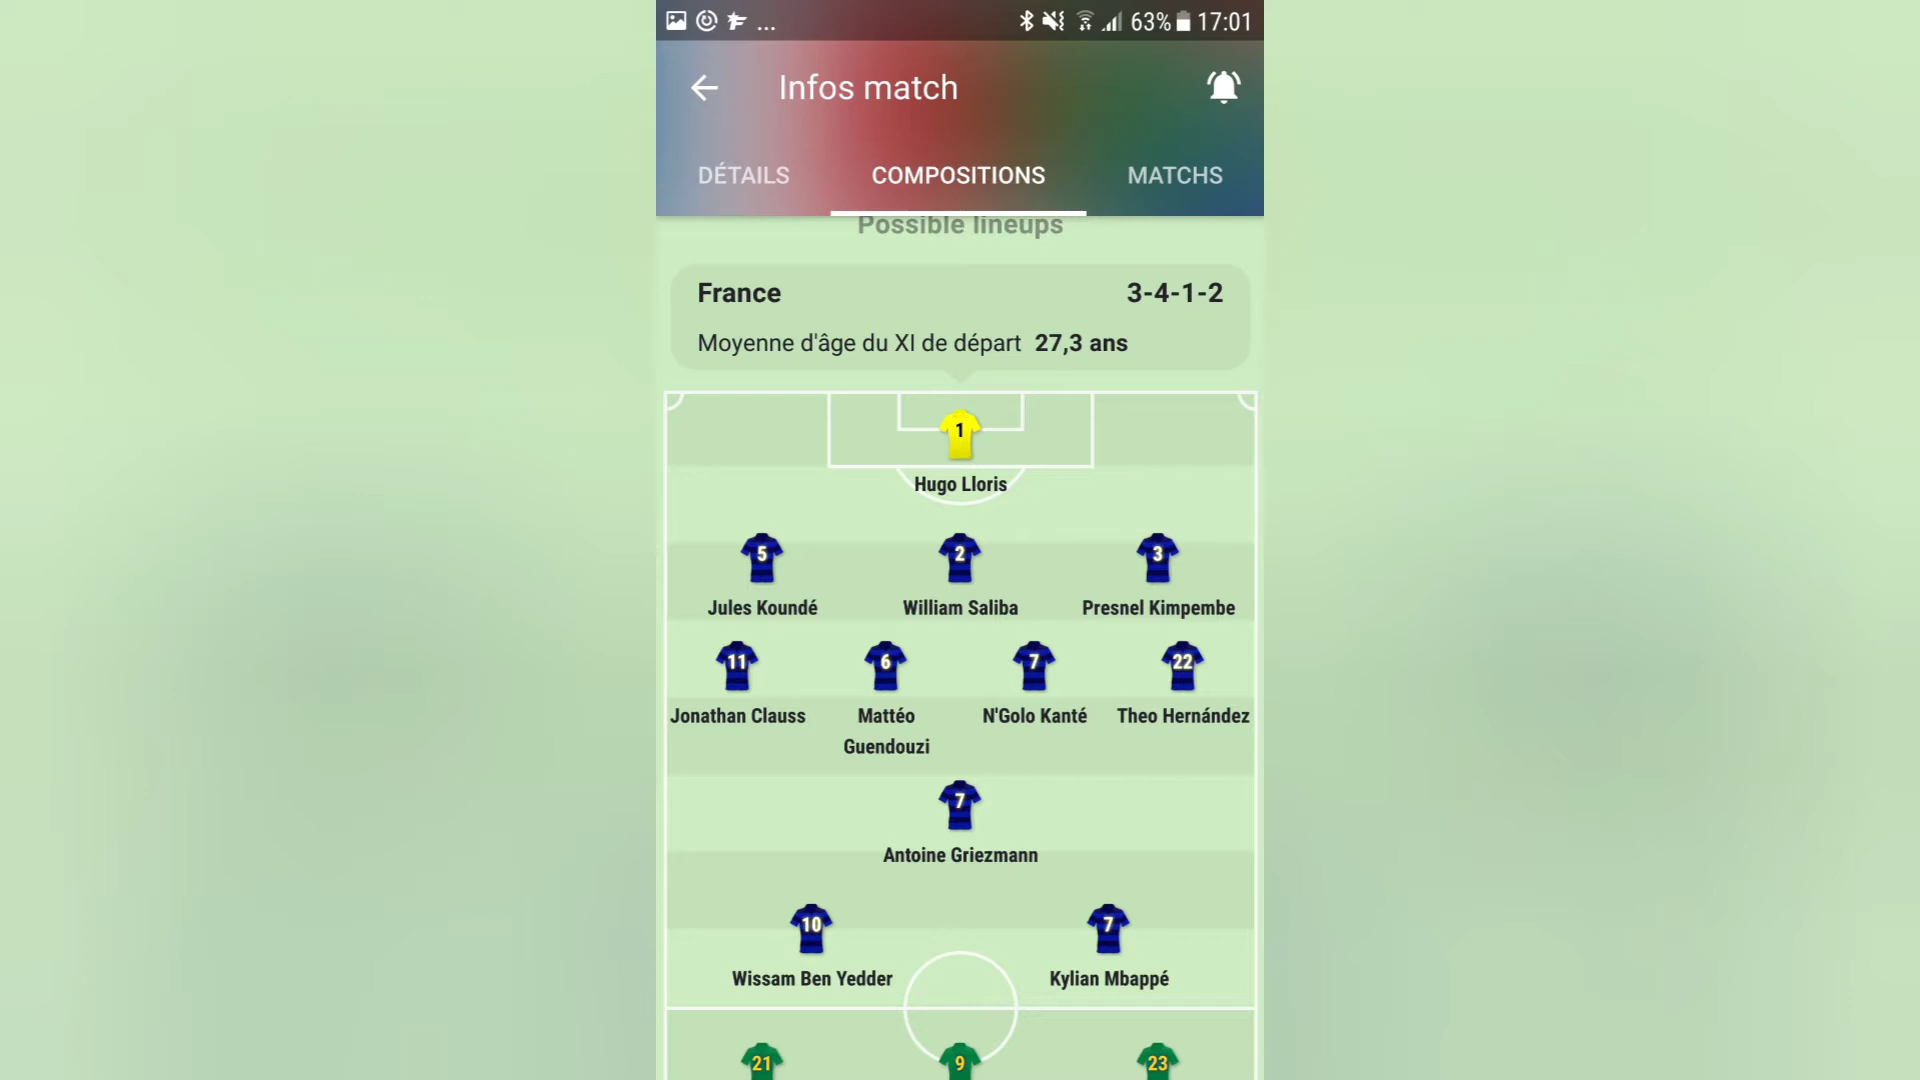 ... 63% 17:01
Infos match
DÉTAILS COMPOSITIONS MATCHS
Possible lineups
France 3-4-1-2
Moyenne d'âge du XI de départ 27,3 ans
1
Hugo Lloris
5 2 3
Jules Koundé William Saliba Presnel Kimpembe
11 6 7 22
Jonathan Clauss Mattéo N'Golo Kanté Theo Hernández
Guendouzi
7
Antoine Griezmann
10 7
Wissam Ben Yedder Kylian Mbappé
21 9 23